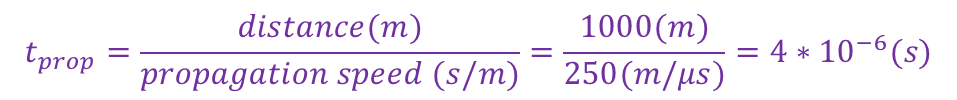 t_prop = distance(m) / propagation speed (s/m) = 1000(m) / 250(m/μs) = 4 * 10^−6(s)